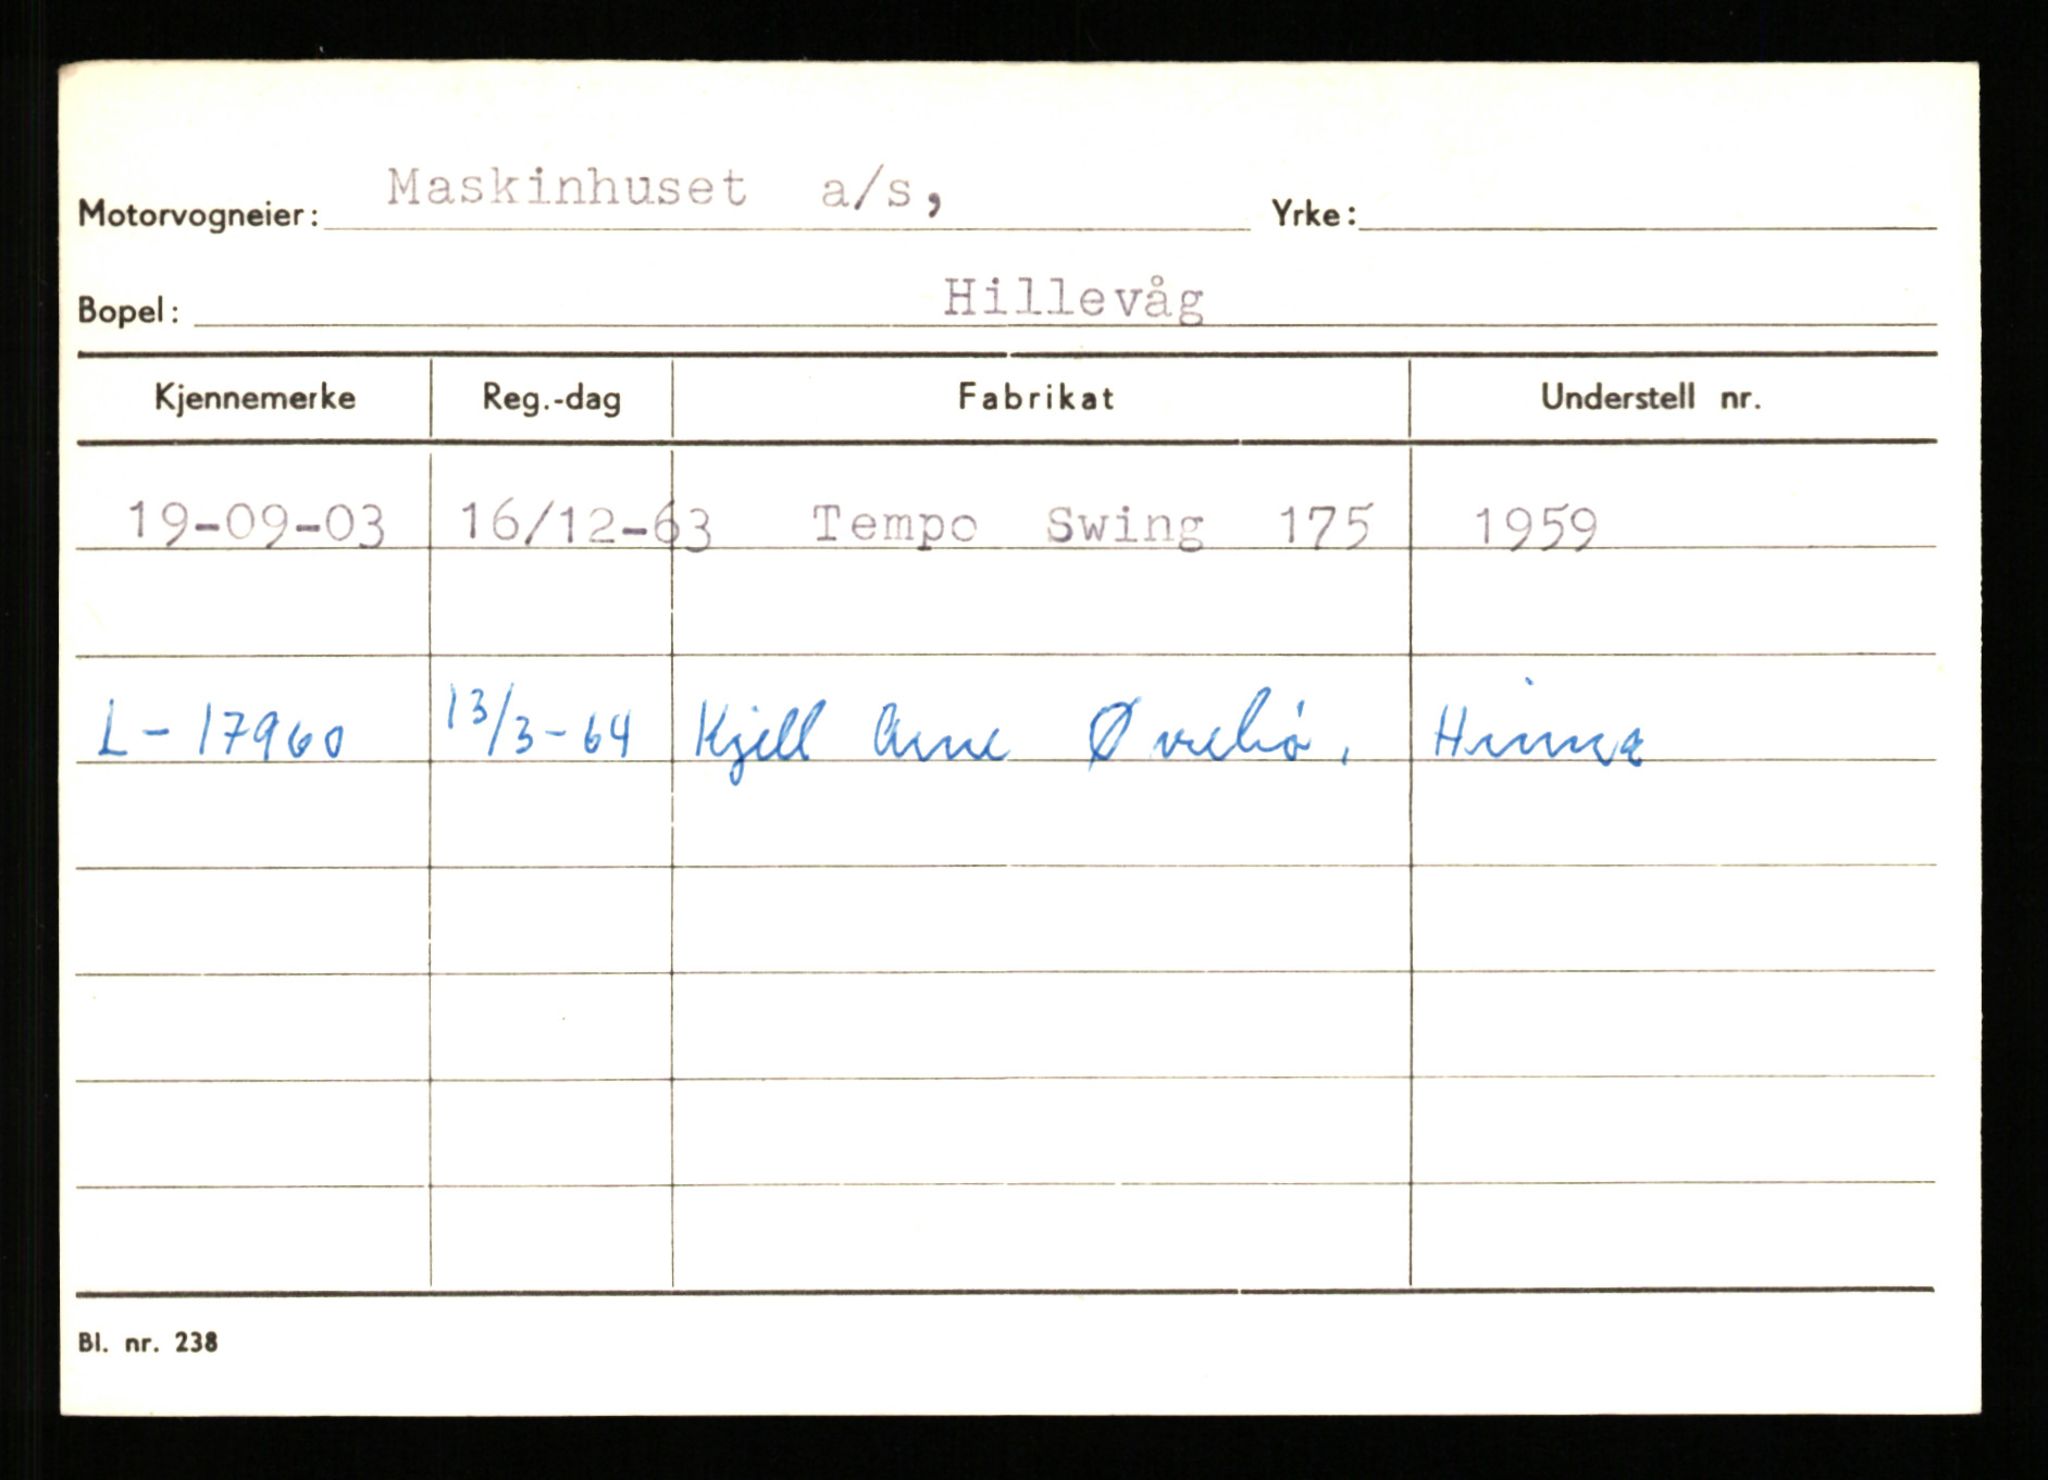 Motorvogneier: Maskinhuset a/s, Yrke:
Bopel: Hillevåg
Kjennemerke Reg.-dag Fabrikat Understell nr.
19-09-03 16/12-63 Tempo Swing 175 1959
L-17960 13/3-64 Kjell Arne Øvrebø, Hinna
Bl. nr. 238